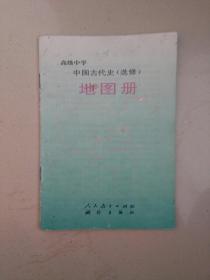 高级中学
中国古代史（选修）
地图册
人民教育出版社